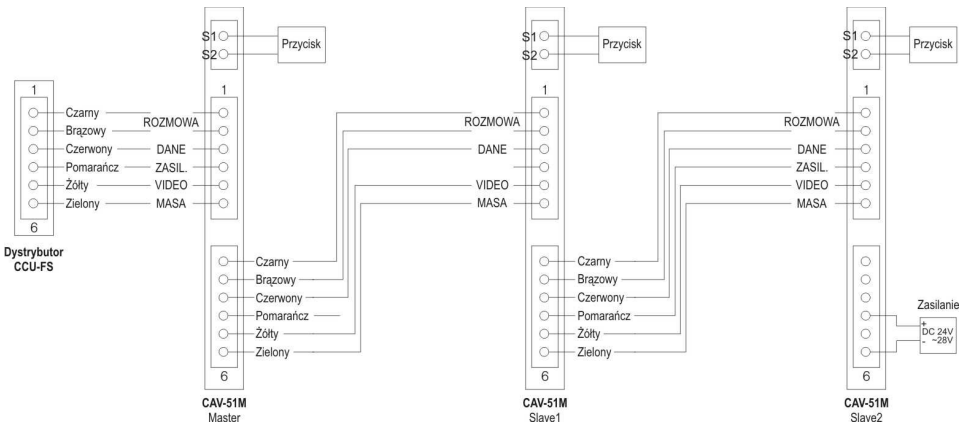 S1
S2
Przycisk
S1
S2
Przycisk
S1
S2
Przycisk
1
Czarny
Brązowy
Czerwony
Pomarańcz
Żółty
Zielony
6
Dystrybutor
CCU-FS
ROZMOWA
DANE
ZASIL.
VIDEO
MASA
1
Czarny
Brązowy
Czerwony
Pomarańcz
Żółty
Zielony
6
CAV-51M
Master
ROZMOWA
DANE
VIDEO
MASA
1
Czarny
Brązowy
Czerwony
Pomarańcz
Żółty
Zielony
6
CAV-51M
Slave1
ROZMOWA
DANE
ZASIL.
VIDEO
MASA
1
6
CAV-51M
Slave2
Zasilanie
+
DC 24V
- ~28V